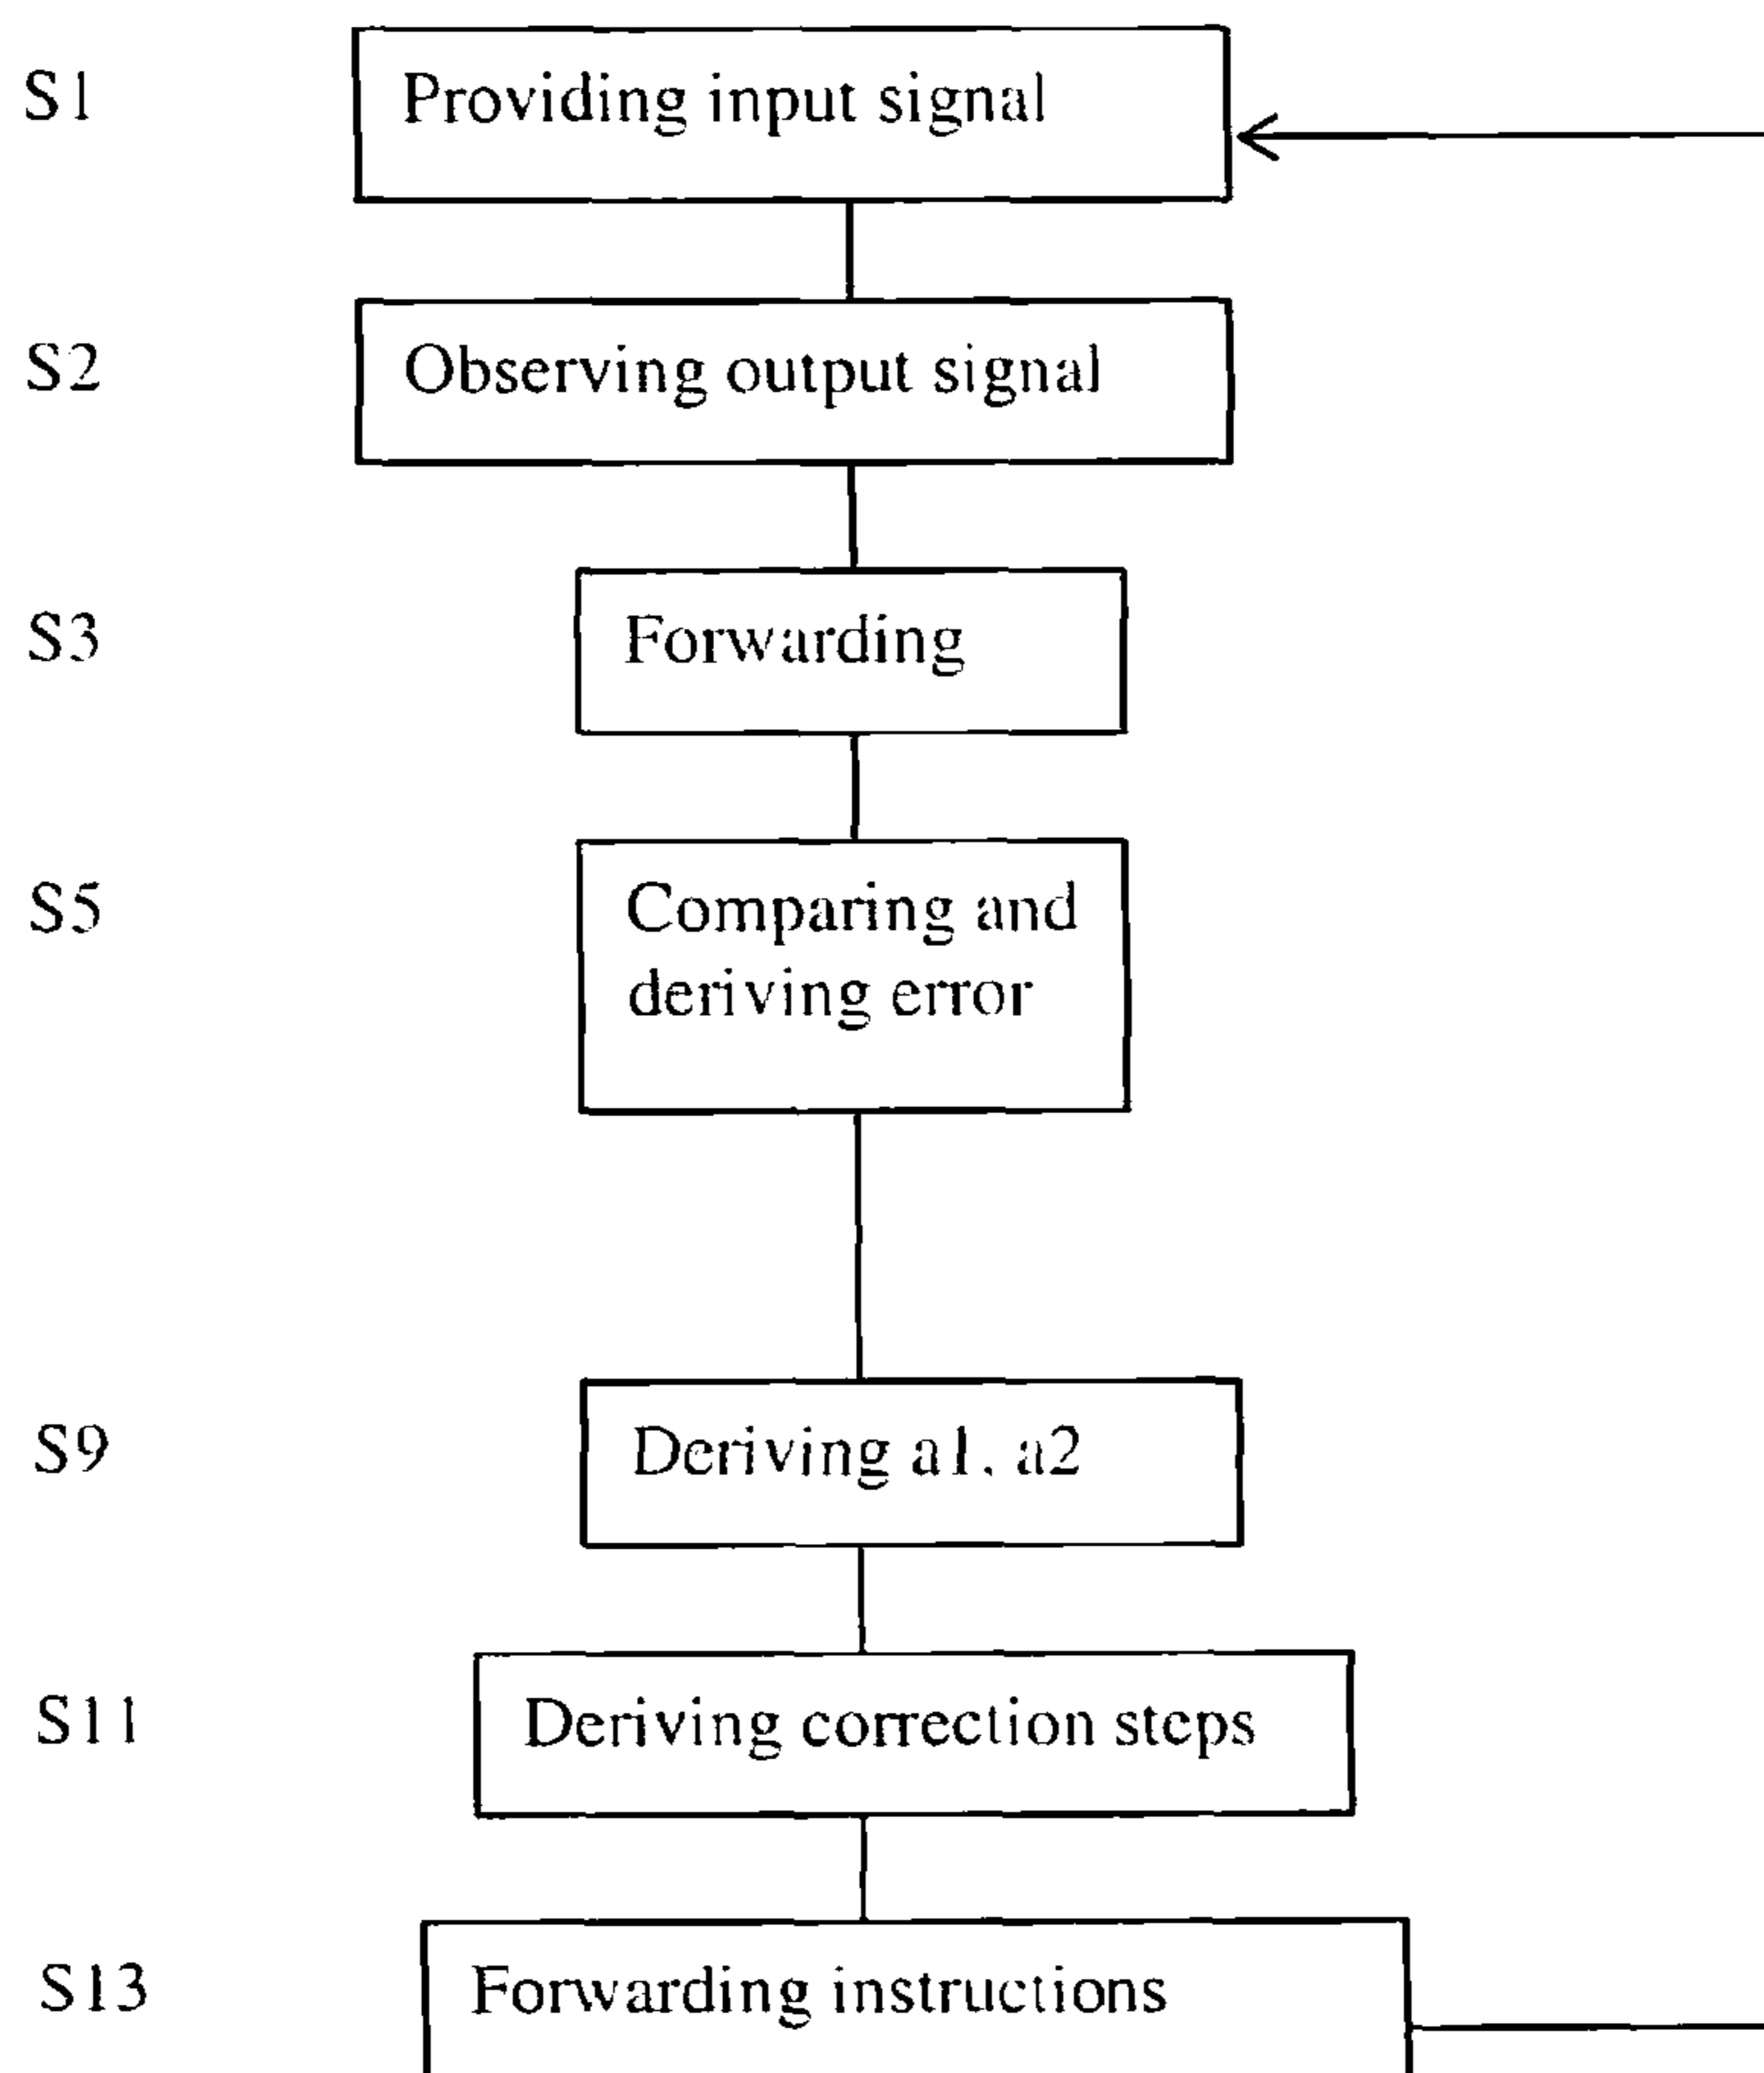 S1
Providing input signal
S2
Observing output signal
S3
Forwarding
S5
Comparing and
deriving error
S9
Deriving a1, a2
S11
Deriving correction steps
S13
Forwarding instructions